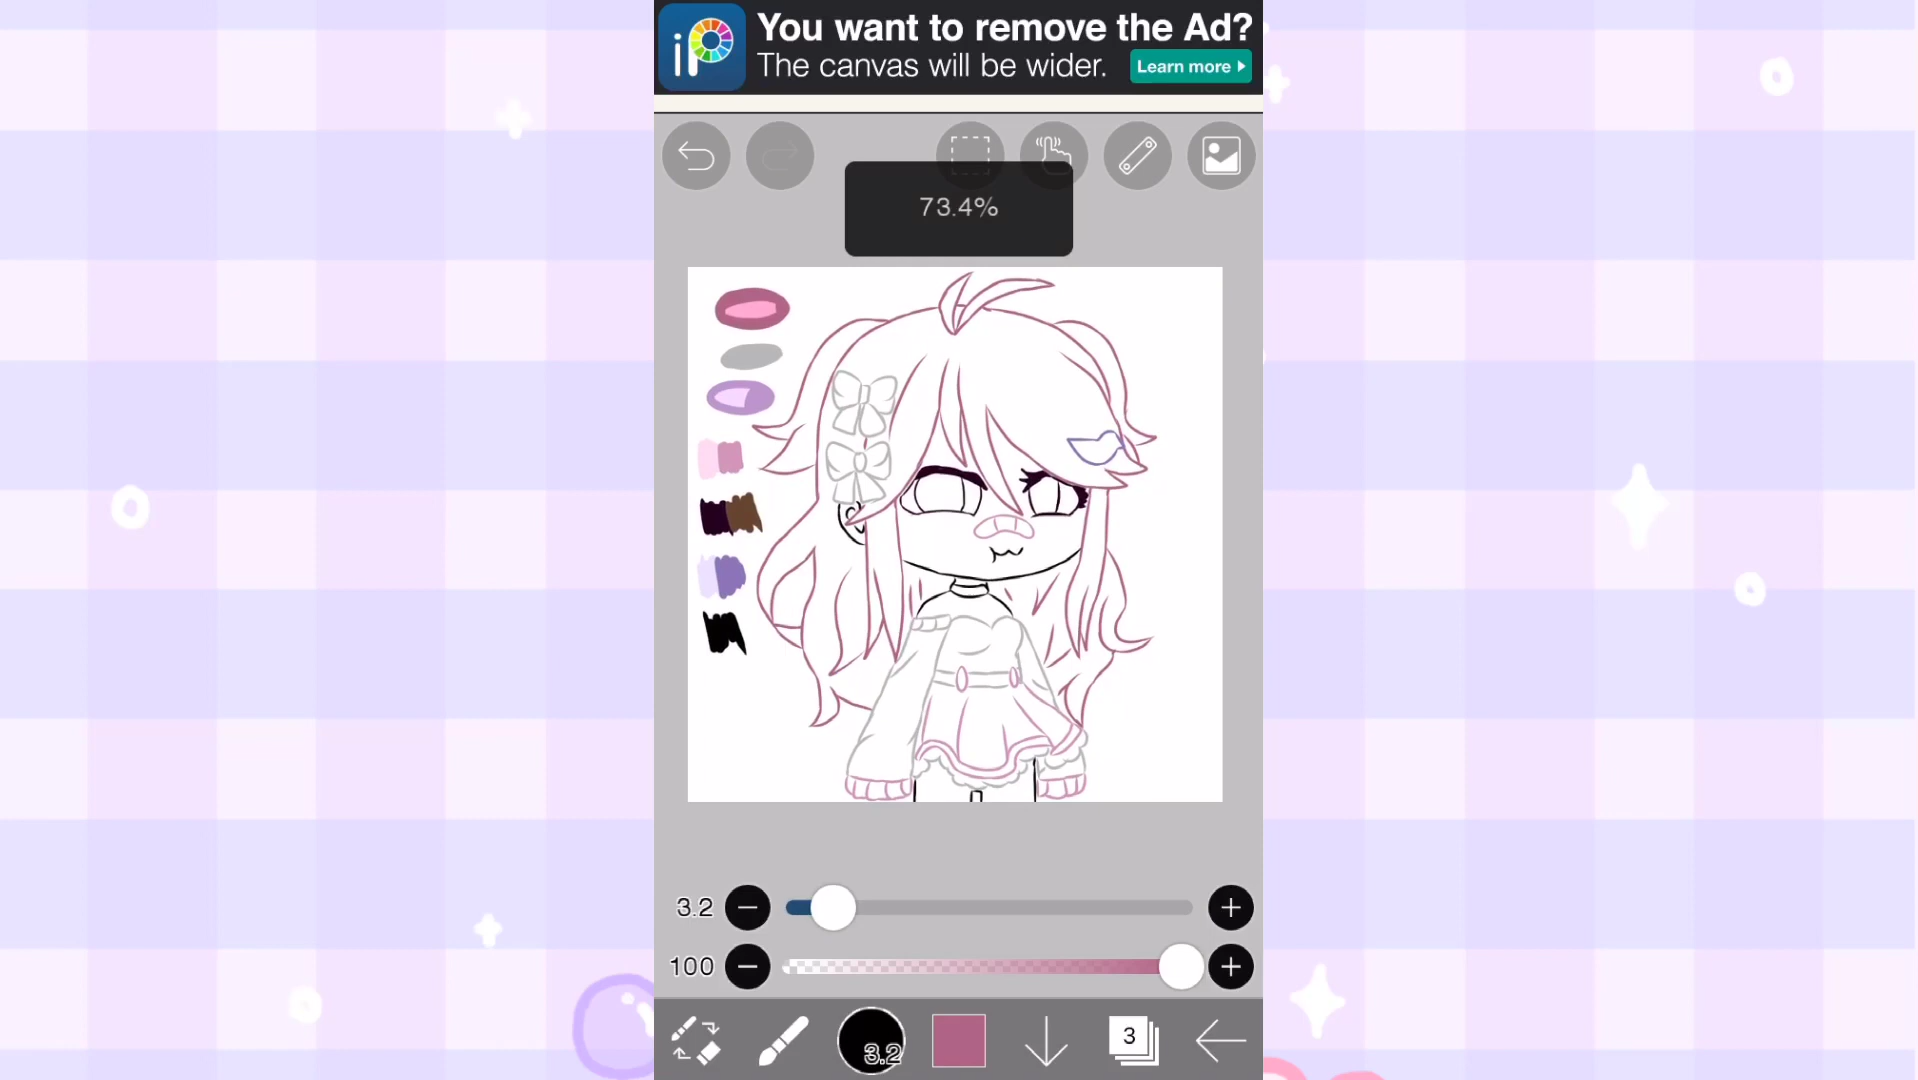 iP
You want to remove the Ad?
The canvas will be wider.
Learn more
73.4%
3.2
100
3.2
3